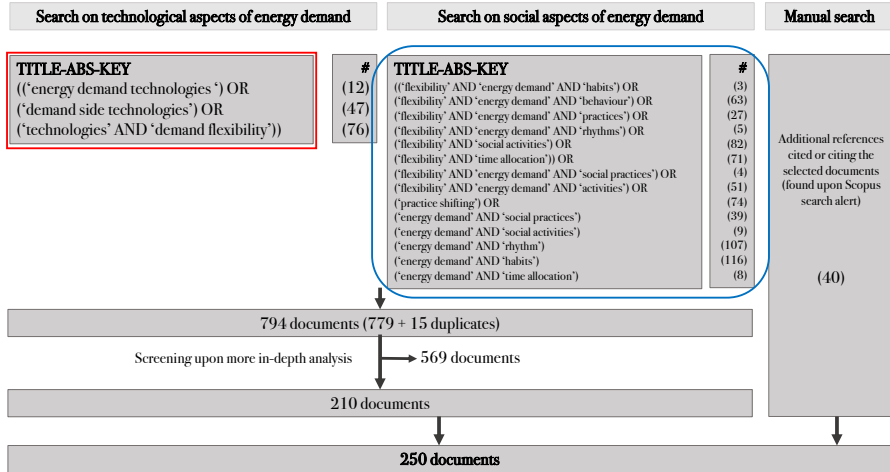 Search on technological aspects of energy demand
Search on social aspects of energy demand
Manual search
TITLE-ABS-KEY
((‘energy demand technologies ‘) OR
(‘demand side technologies’) OR
(‘technologies’ AND ‘demand flexibility’))
#
(12)
(47)
(76)
TITLE-ABS-KEY
((‘flexibility’ AND ‘energy demand’ AND ‘habits’) OR
(‘flexibility’ AND ‘energy demand’ AND ‘behaviour’) OR
(‘flexibility’ AND ‘energy demand’ AND ‘practices’) OR
(‘flexibility’ AND ‘energy demand’ AND ‘rhythms’) OR
(‘flexibility’ AND ‘social activities’) OR
(‘flexibility’ AND ‘time allocation’)) OR
(‘flexibility’ AND ‘energy demand’ AND ‘social practices’) OR
(‘flexibility’ AND ‘energy demand’ AND ‘activities’) OR
(‘practice shifting’) OR
(‘energy demand’ AND ‘social practices’)
(‘energy demand’ AND ‘social activities’)
(‘energy demand’ AND ‘rhythm’)
(‘energy demand’ AND ‘habits’)
(‘energy demand’ AND ‘time allocation’)
#
(3)
(63)
(27)
(5)
(82)
(71)
(4)
(51)
(74)
(39)
(9)
(107)
(116)
(8)
Additional references
cited or citing the
selected documents
(found upon Scopus
search alert)
(40)
794 documents (779 + 15 duplicates)
Screening upon more in-depth analysis
569 documents
210 documents
250 documents